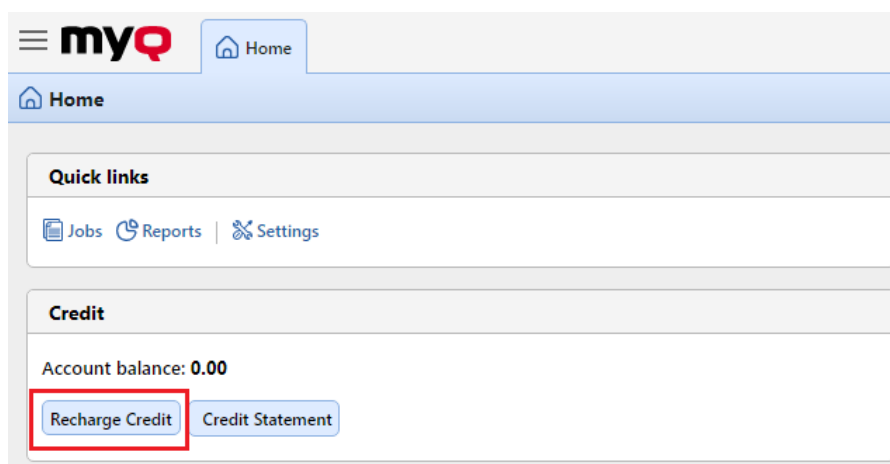 myQ Home
Home
Quick links
Jobs Reports | Settings
Credit
Account balance: 0.00
Recharge Credit Credit Statement